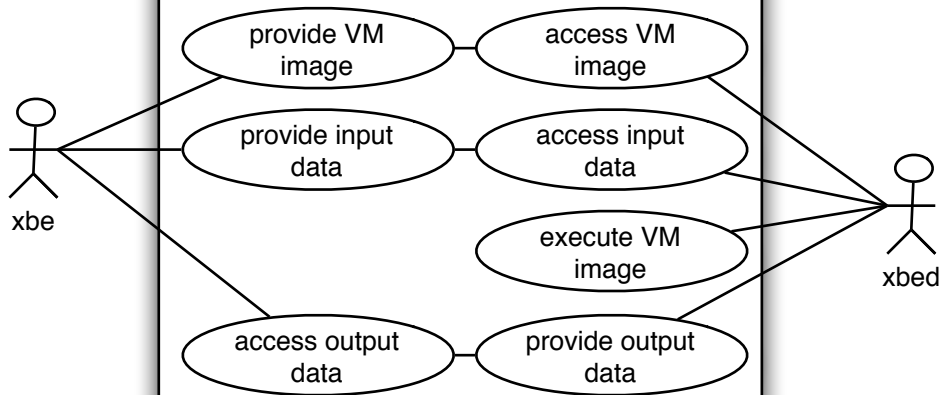 provide VM
image
access VM
image
provide input
data
access input
data
xbe
execute VM
image
xbed
access output
data
provide output
data